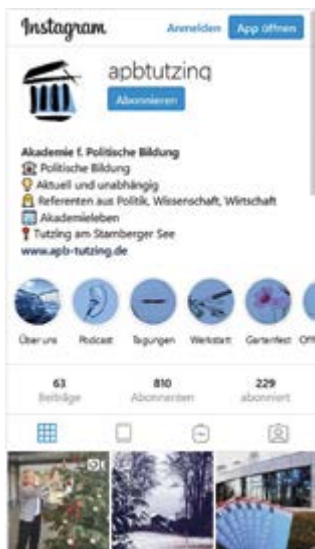 Instagram Anmelden App öffnen
apbtutzing
Abonnieren
Akademie f. Politische Bildung
Politische Bildung
Aktuell und unabhängig
Referenten aus Politik, Wissenschaft, Wirtschaft
Akademieleben
Tutzing am Starnberger See
www.apb-tutzing.de
Über uns Podcast Tagungen Werkstatt Gartenfest Offl
63 810 229
Beiträge Abonnenten abonniert